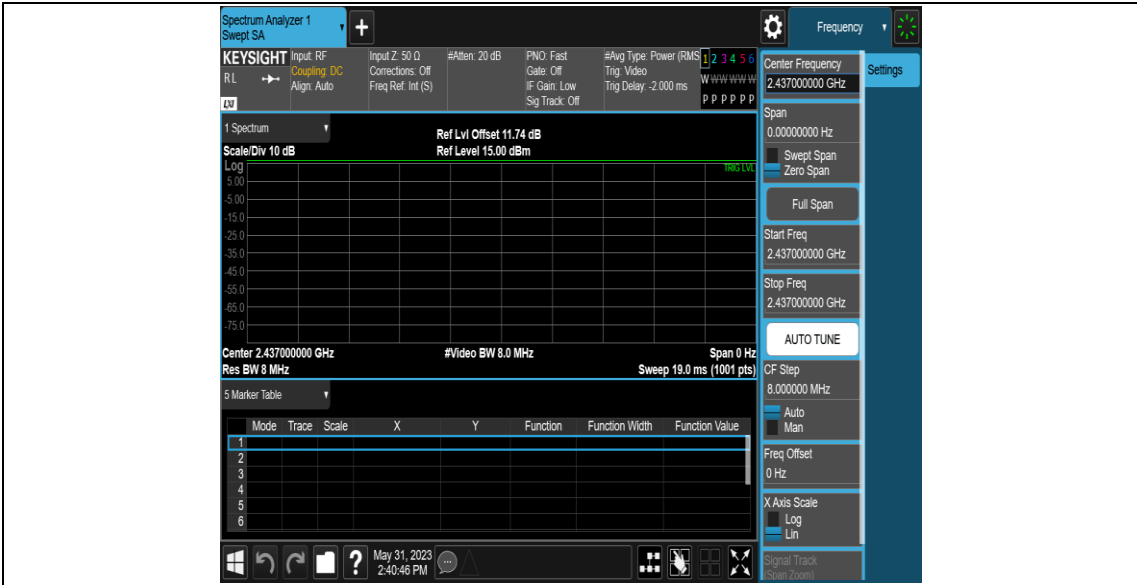 Spectrum Analyzer 1
Swept SA
+
Frequency
KEYSIGHT
Input: RF
Coupling: DC
Align: Auto
R L
LXI
Input Z: 50 Ω
Corrections: Off
Freq Ref: Int (S)
#Atten: 20 dB
PNO: Fast
Gate: Off
IF Gain: Low
Sig Track: Off
#Avg Type: Power (RMS
Trig: Video
Trig Delay: -2.000 ms
1 2 3 4 5 6
W W W W W W
P P P P P P
Center Frequency
2.437000000 GHz
Settings
Span
0.00000000 Hz
Swept Span
Zero Span
Full Span
Start Freq
2.437000000 GHz
Stop Freq
2.437000000 GHz
AUTO TUNE
CF Step
8.000000 MHz
Auto
Man
Freq Offset
0 Hz
X Axis Scale
Log
Lin
Signal Track
(Span Zoom)
1 Spectrum
Scale/Div 10 dB
Ref Lvl Offset 11.74 dB
Ref Level 15.00 dBm
Log
TRIG LVL
5.00
-5.00
-15.0
-25.0
-35.0
-45.0
-55.0
-65.0
-75.0
Center 2.437000000 GHz
#Video BW 8.0 MHz
Span 0 Hz
Res BW 8 MHz
Sweep 19.0 ms (1001 pts)
5 Marker Table
Mode Trace Scale X Y Function Function Width Function Value
1
2
3
4
5
6
?
May 31, 2023
2:40:46 PM